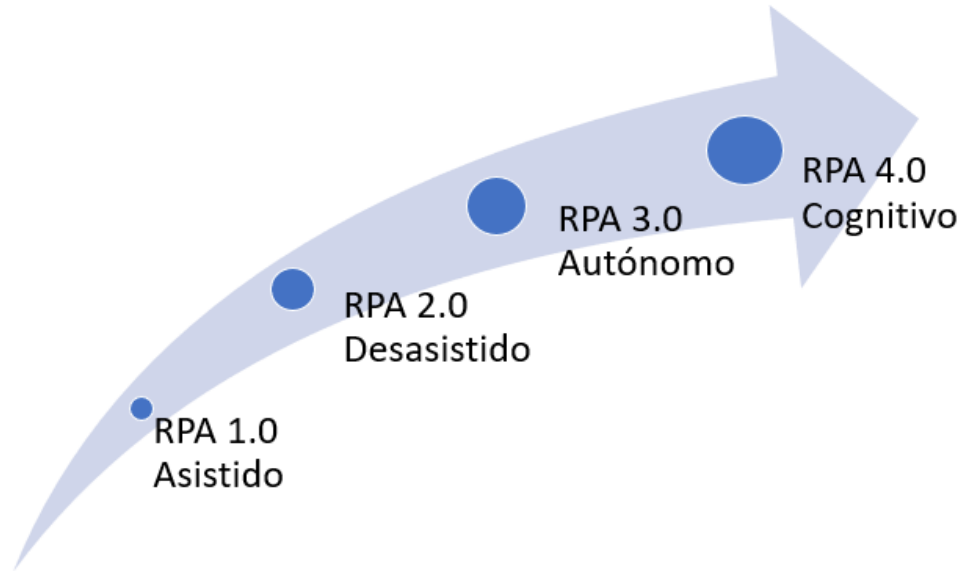 RPA 1.0
Asistido
RPA 2.0
Desasistido
RPA 3.0
Autónomo
RPA 4.0
Cognitivo